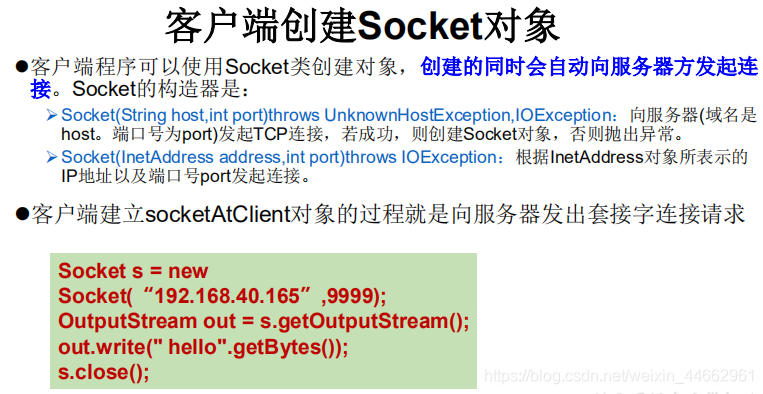 客户端创建Socket对象
●客户端程序可以使用Socket类创建对象，创建的同时会自动向服务器方发起连
接。Socket的构造器是：
➢Socket(String host,int port)throws UnknownHostException,IOException：向服务器(域名是
host。端口号为port)发起TCP连接，若成功，则创建Socket对象，否则抛出异常。
➢Socket(InetAddress address,int port)throws IOException：根据InetAddress对象所表示的
IP地址以及端口号port发起连接。
●客户端建立socketAtClient对象的过程就是向服务器发出套接字连接请求
Socket s = new
Socket(“192.168.40.165”,9999);
OutputStream out = s.getOutputStream();
out.write(" hello".getBytes());
s.close();
https://blog.csdn.net/weixin_44662961